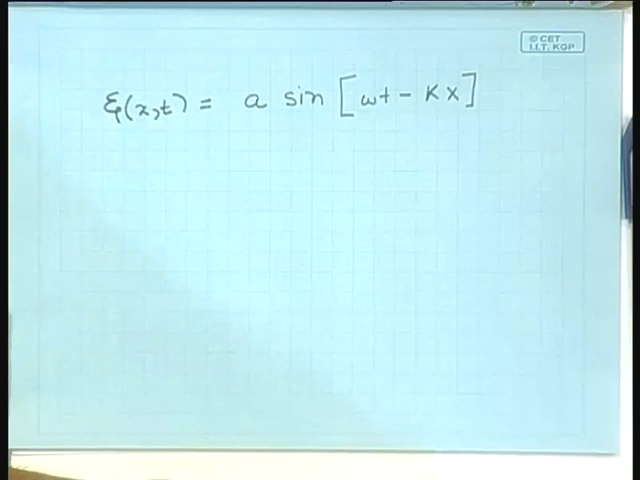 © CET
I.I.T. KGP
ξ(x,t) = a sin [ωt - Kx]